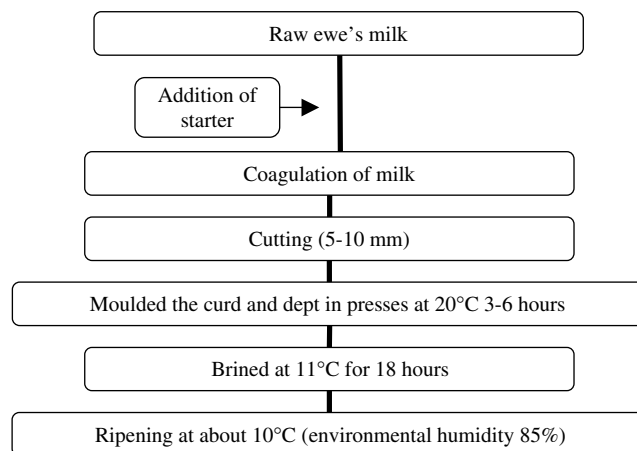 Raw ewe’s milk
Addition of
starter
Coagulation of milk
Cutting (5-10 mm)
Moulded the curd and dept in presses at 20°C 3-6 hours
Brined at 11°C for 18 hours
Ripening at about 10°C (environmental humidity 85%)